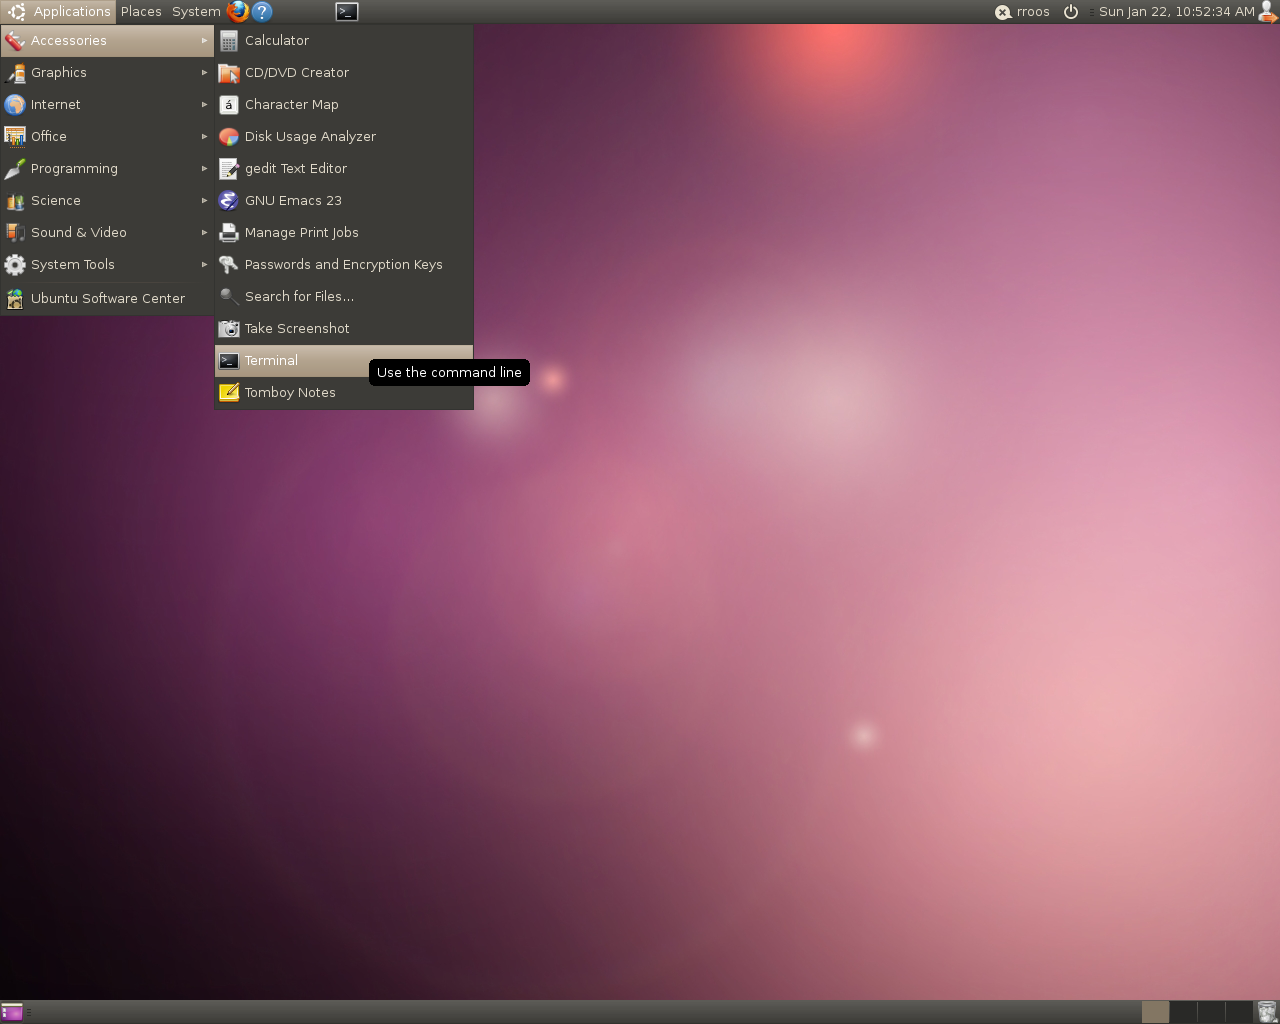 Applications Places System rroos Sun Jan 22, 10:52:34 AM
Accessories
Graphics
Internet
Office
Programming
Science
Sound & Video
System Tools
Ubuntu Software Center
Calculator
CD/DVD Creator
Character Map
Disk Usage Analyzer
gedit Text Editor
GNU Emacs 23
Manage Print Jobs
Passwords and Encryption Keys
Search for Files...
Take Screenshot
Terminal
Use the command line
Tomboy Notes